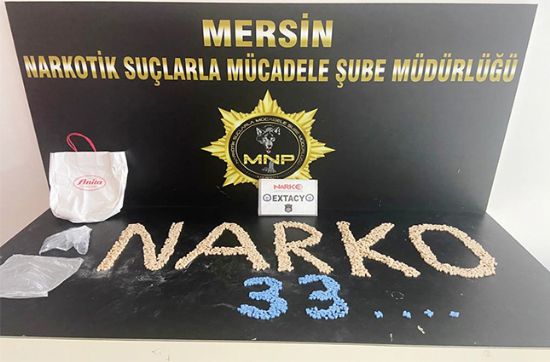 MERSİN
NARKOTİK SUÇLARLA MÜCADELE ŞUBE MÜDÜRLÜĞÜ
MNP
Anita
NARKO
EXTACY
NARKO
33